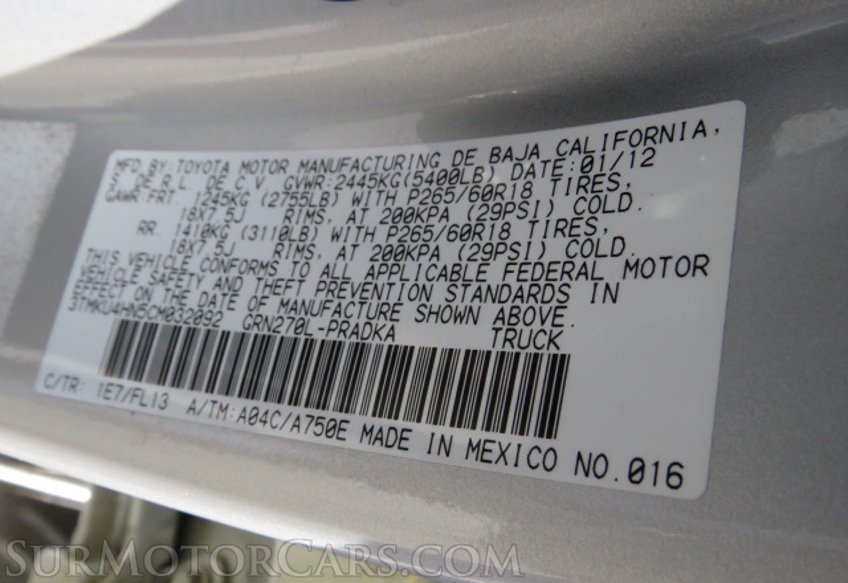 MFD.BY:TOYOTA MOTOR MANUFACTURING DE BAJA CALIFORNIA,
S.DE R.L. DE C.V. GVWR:2445KG(5400LB) DATE:01/12
GAWR:FRT. 1245KG (2755LB) WITH P265/60R18 TIRES,
18X7.5J RIMS, AT 200KPA (29PSI) COLD.
RR. 1410KG (3110LB) WITH P265/60R18 TIRES,
18X7.5J RIMS, AT 200KPA (29PSI) COLD.
THIS VEHICLE CONFORMS TO ALL APPLICABLE FEDERAL MOTOR
VEHICLE SAFETY AND THEFT PREVENTION STANDARDS IN
EFFECT ON THE DATE OF MANUFACTURE SHOWN ABOVE.
3TMKU4HN5CM032092 GRN270L-PRADKA TRUCK
C/TR: 1E7/FL13 A/TM:A04C/A750E MADE IN MEXICO NO.016
SurMotorCars.com © SurMotorCars.com